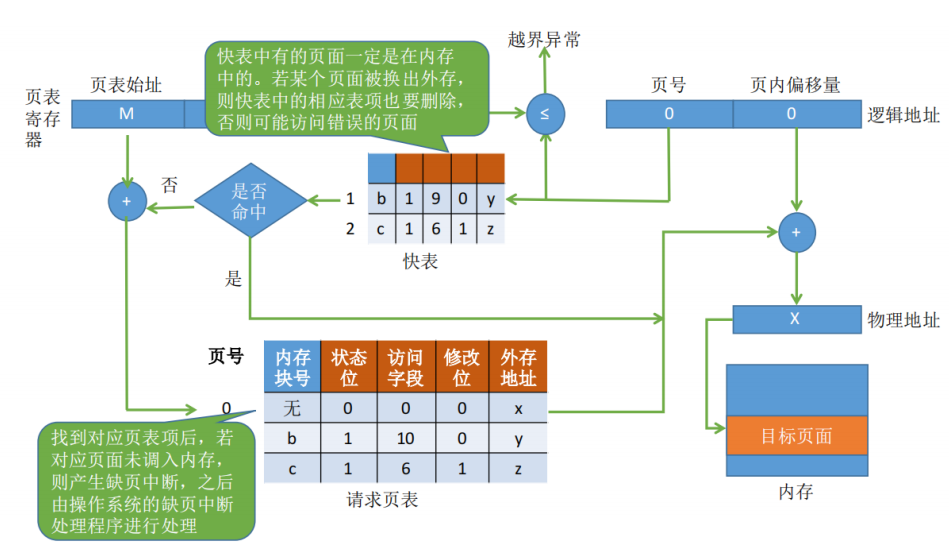 越界异常
快表中有的页面一定是在内存
中的。若某个页面被换出外存，
则快表中的相应表项也要删除，
否则可能访问错误的页面
页表始址
页号
页内偏移量
页表
寄存
器
M
≤
0
0
逻辑地址
否
是否
命中
+
1
b
1
9
0
y
2
c
1
6
1
z
快表
+
是
X
物理地址
页号
内存
块号
状态
位
访问
字段
修改
位
外存
地址
0
无
0
0
0
x
b
1
10
0
y
c
1
6
1
z
请求页表
找到对应页表项后，若
对应页面未调入内存，
则产生缺页中断，之后
由操作系统的缺页中断
处理程序进行处理
目标页面
内存